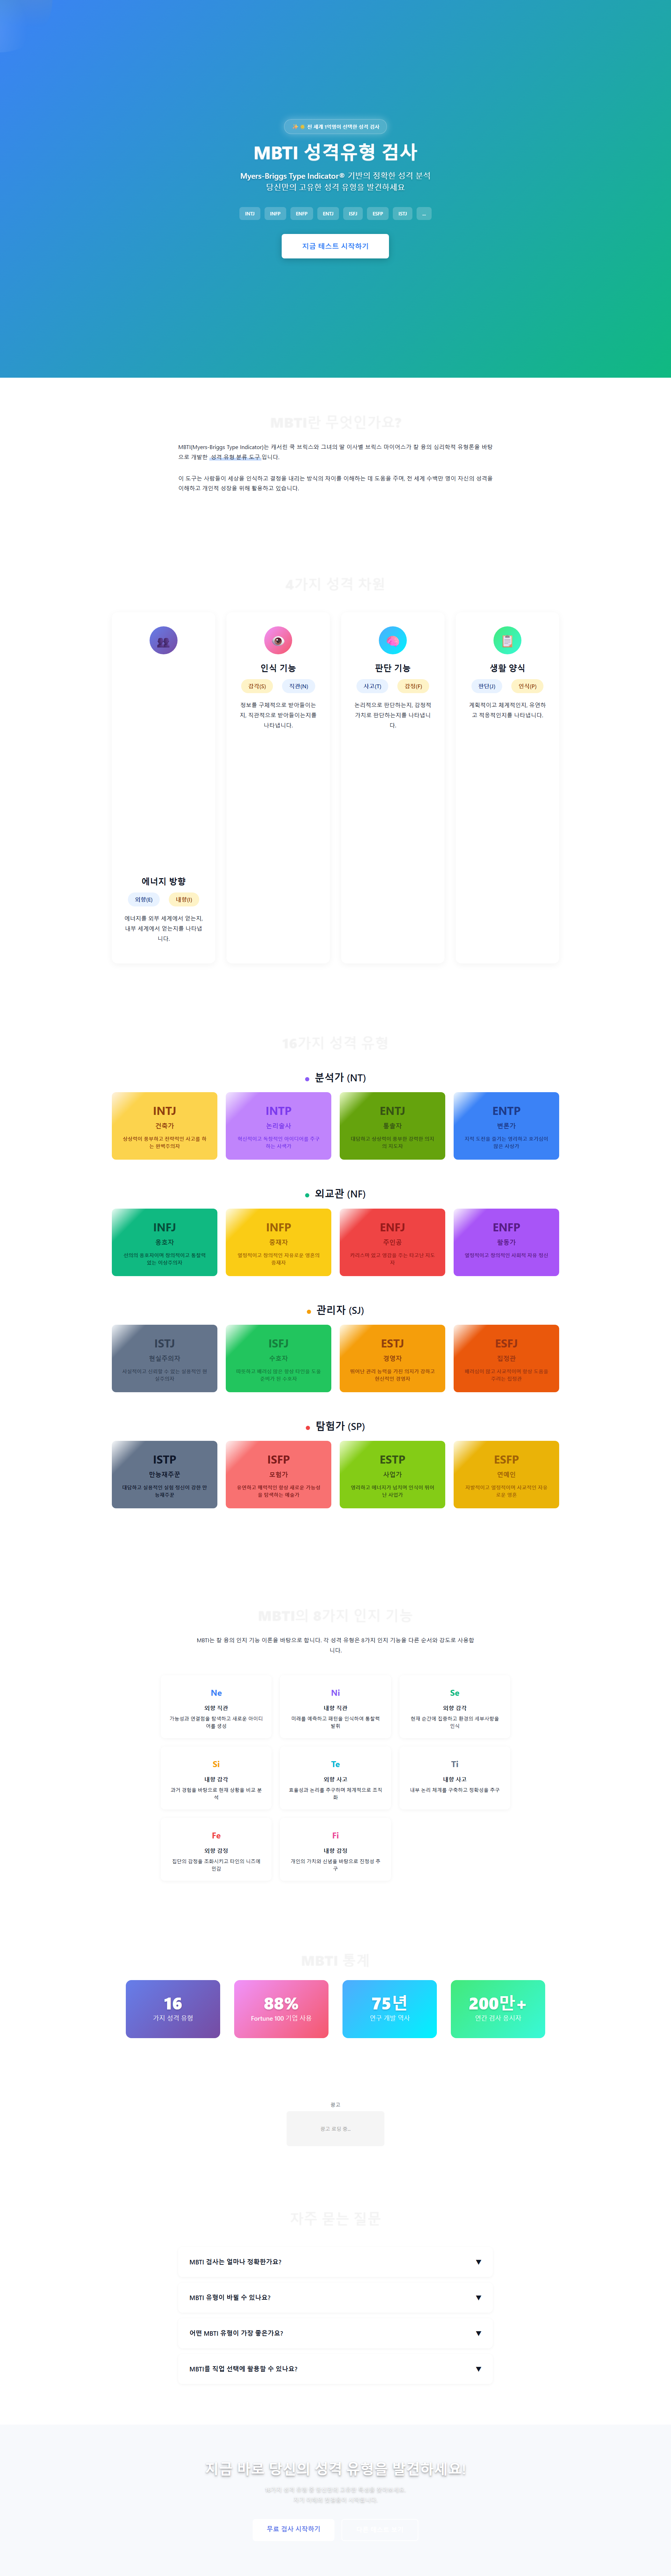 전 세계 1억명이 선택한 성격 검사
MBTI 성격유형 검사
Myers-Briggs Type Indicator® 기반의 정확한 성격 분석
당신만의 고유한 성격 유형을 발견하세요
INTJ INFP ENFP ENTJ ISFJ ESFP ISTJ ...
지금 테스트 시작하기
MBTI란 무엇인가요?
MBTI(Myers-Briggs Type Indicator)는 캐서린 쿡 브릭스와 그녀의 딸 이사벨 브릭스 마이어스가 칼 융의 심리학적 유형론을 바탕
으로 개발한 성격 유형 분류 도구입니다.
이 도구는 사람들이 세상을 인식하고 결정을 내리는 방식의 차이를 이해하는 데 도움을 주며, 전 세계 수백만 명이 자신의 성격을
이해하고 개인적 성장을 위해 활용하고 있습니다.
4가지 성격 차원
에너지 방향
외향(E) 내향(I)
에너지를 외부 세계에서 얻는지,
내부 세계에서 얻는지를 나타냅
니다.
인식 기능
감각(S) 직관(N)
정보를 구체적으로 받아들이는
지, 직관적으로 받아들이는지를
나타냅니다.
판단 기능
사고(T) 감정(F)
논리적으로 판단하는지, 감정적
가치로 판단하는지를 나타냅니
다.
생활 양식
판단(J) 인식(P)
계획적이고 체계적인지, 유연하
고 적응적인지를 나타냅니다.
16가지 성격 유형
분석가 (NT)
INTJ
건축가
상상력이 풍부하고 전략적인 사고를 하
는 완벽주의자
INTP
논리술사
혁신적이고 독창적인 아이디어를 추구
하는 사색가
ENTJ
통솔자
대담하고 상상력이 풍부한 강력한 의지
의 지도자
ENTP
변론가
지적 도전을 즐기는 영리하고 호기심이
많은 사상가
외교관 (NF)
INFJ
옹호자
선의의 옹호자이며 창의적이고 통찰력
있는 이상주의자
INFP
중재자
열정적이고 창의적인 자유로운 영혼의
중재자
ENFJ
주인공
카리스마 있고 영감을 주는 타고난 지도
자
ENFP
활동가
열정적이고 창의적인 사회적 자유 정신
관리자 (SJ)
ISTJ
현실주의자
사실적이고 신뢰할 수 있는 실용적인 현
실주의자
ISFJ
수호자
따뜻하고 배려심 많은 항상 타인을 도울
준비가 된 수호자
ESTJ
경영자
뛰어난 관리 능력을 가진 의지가 강하고
헌신적인 경영자
ESFJ
집정관
배려심이 많고 사교적이며 항상 도움을
주려는 집정관
탐험가 (SP)
ISTP
만능재주꾼
대담하고 실용적인 실험 정신이 강한 만
능재주꾼
ISFP
모험가
유연하고 매력적인 항상 새로운 가능성
을 탐색하는 예술가
ESTP
사업가
영리하고 에너지가 넘치며 인식이 뛰어
난 사업가
ESFP
연예인
자발적이고 열정적이며 사교적인 자유
로운 영혼
MBTI의 8가지 인지 기능
MBTI는 칼 융의 인지 기능 이론을 바탕으로 합니다. 각 성격 유형은 8가지 인지 기능을 다른 순서와 강도로 사용합
니다.
Ne
외향 직관
가능성과 연결점을 탐색하고 새로운 아이디
어를 생성
Ni
내향 직관
미래를 예측하고 패턴을 인식하여 통찰력
발휘
Se
외향 감각
현재 순간에 집중하고 환경의 세부사항을
인식
Si
내향 감각
과거 경험을 바탕으로 현재 상황을 비교 분
석
Te
외향 사고
효율성과 논리를 추구하며 체계적으로 조직
화
Ti
내향 사고
내부 논리 체계를 구축하고 정확성을 추구
Fe
외향 감정
집단의 감정을 조화시키고 타인의 니즈에
민감
Fi
내향 감정
개인의 가치와 신념을 바탕으로 진정성 추
구
MBTI 통계
16
가지 성격 유형
88%
Fortune 100 기업 사용
75년
연구 개발 역사
200만+
연간 검사 응시자
광고
광고 로딩 중...
자주 묻는 질문
MBTI 검사는 얼마나 정확한가요? ▼
MBTI 유형이 바뀔 수 있나요? ▼
어떤 MBTI 유형이 가장 좋은가요? ▼
MBTI를 직업 선택에 활용할 수 있나요? ▼
지금 바로 당신의 성격 유형을 발견하세요!
무료 검사 시작하기